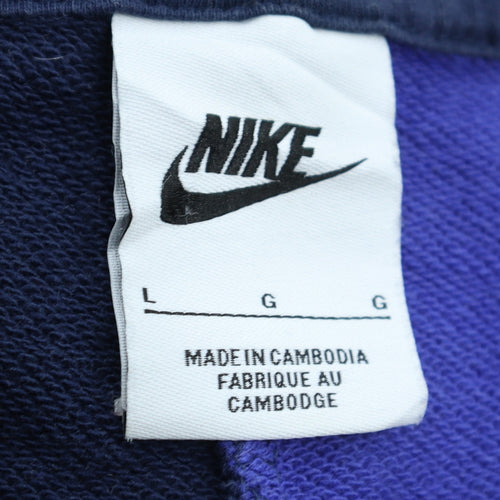 NIKE
L G G
MADE IN CAMBODIA
FABRIQUE AU
CAMBODGE